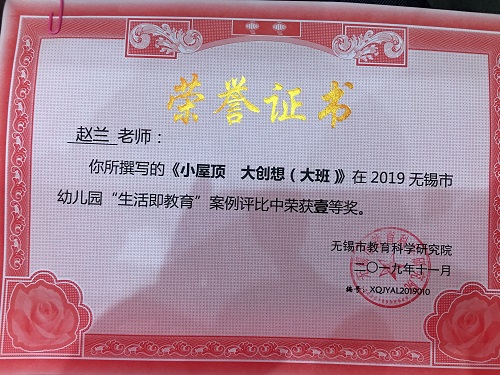 荣誉证书
赵兰 老师：
你所撰写的《小屋顶 大创想（大班）》在 2019 无锡市
幼儿园“生活即教育”案例评比中荣获壹等奖。
无锡市教育科学研究院
二〇一九年十一月
编号：XQJYAL2019010